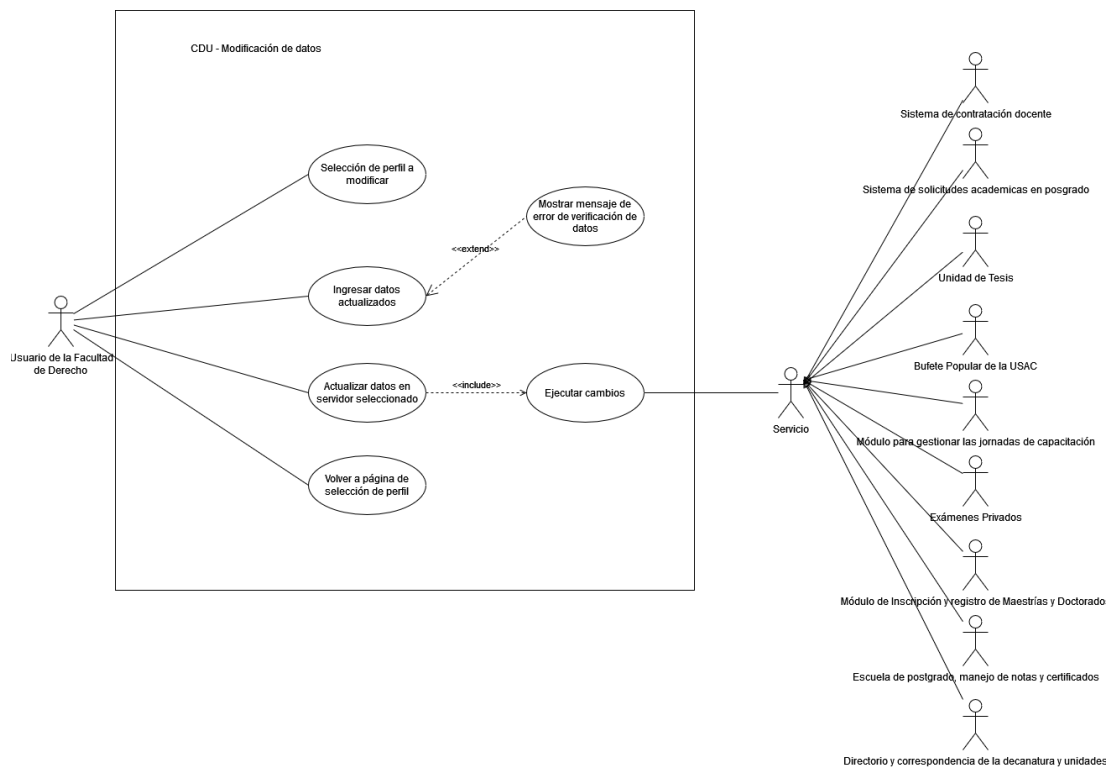 CDU - Modificación de datos
Selección de perfil a
modificar
Mostrar mensaje de
error de verificación de
datos
<<extend>>
Ingresar datos
actualizados
Usuario de la Facultad
de Derecho
Actualizar datos en
servidor seleccionado
<<include>>
Ejecutar cambios
Volver a página de
selección de perfil
Servicio
Sistema de contratación docente
Sistema de solicitudes academicas en posgrado
Unidad de Tesis
Bufete Popular de la USAC
Módulo para gestionar las jornadas de capacitación
Exámenes Privados
Módulo de Inscripción y registro de Maestrías y Doctorados
Escuela de postgrado, manejo de notas y certificados
Directorio y correspondencia de la decanatura y unidades